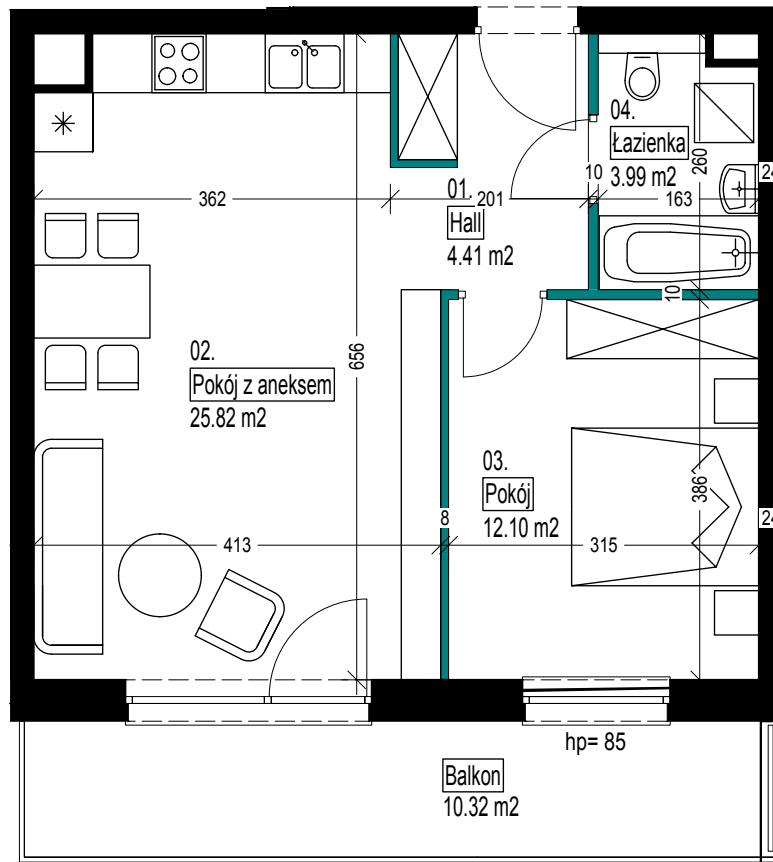 04.
Łazienka
3.99 m2
260
24
362
01.
201
10
163
Hall
4.41 m2
10
02.
Pokój z aneksem
25.82 m2
656
03.
Pokój
12.10 m2
386
8
24
413
315
hp= 85
Balkon
10.32 m2